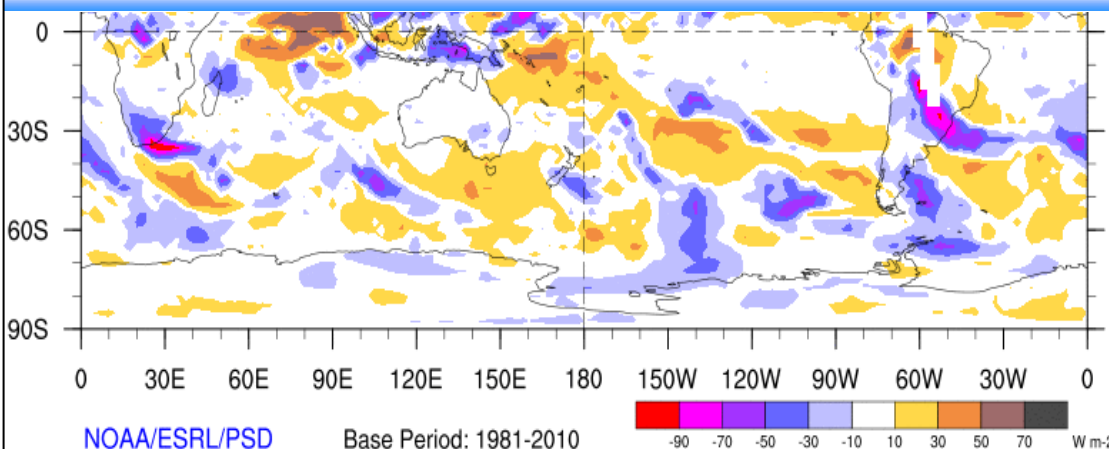 0
30S
60S
90S
0 30E 60E 90E 120E 150E 180 150W 120W 90W 60W 30W 0
-90 -70 -50 -30 -10 10 30 50 70 W m-2
NOAA/ESRL/PSD Base Period: 1981-2010